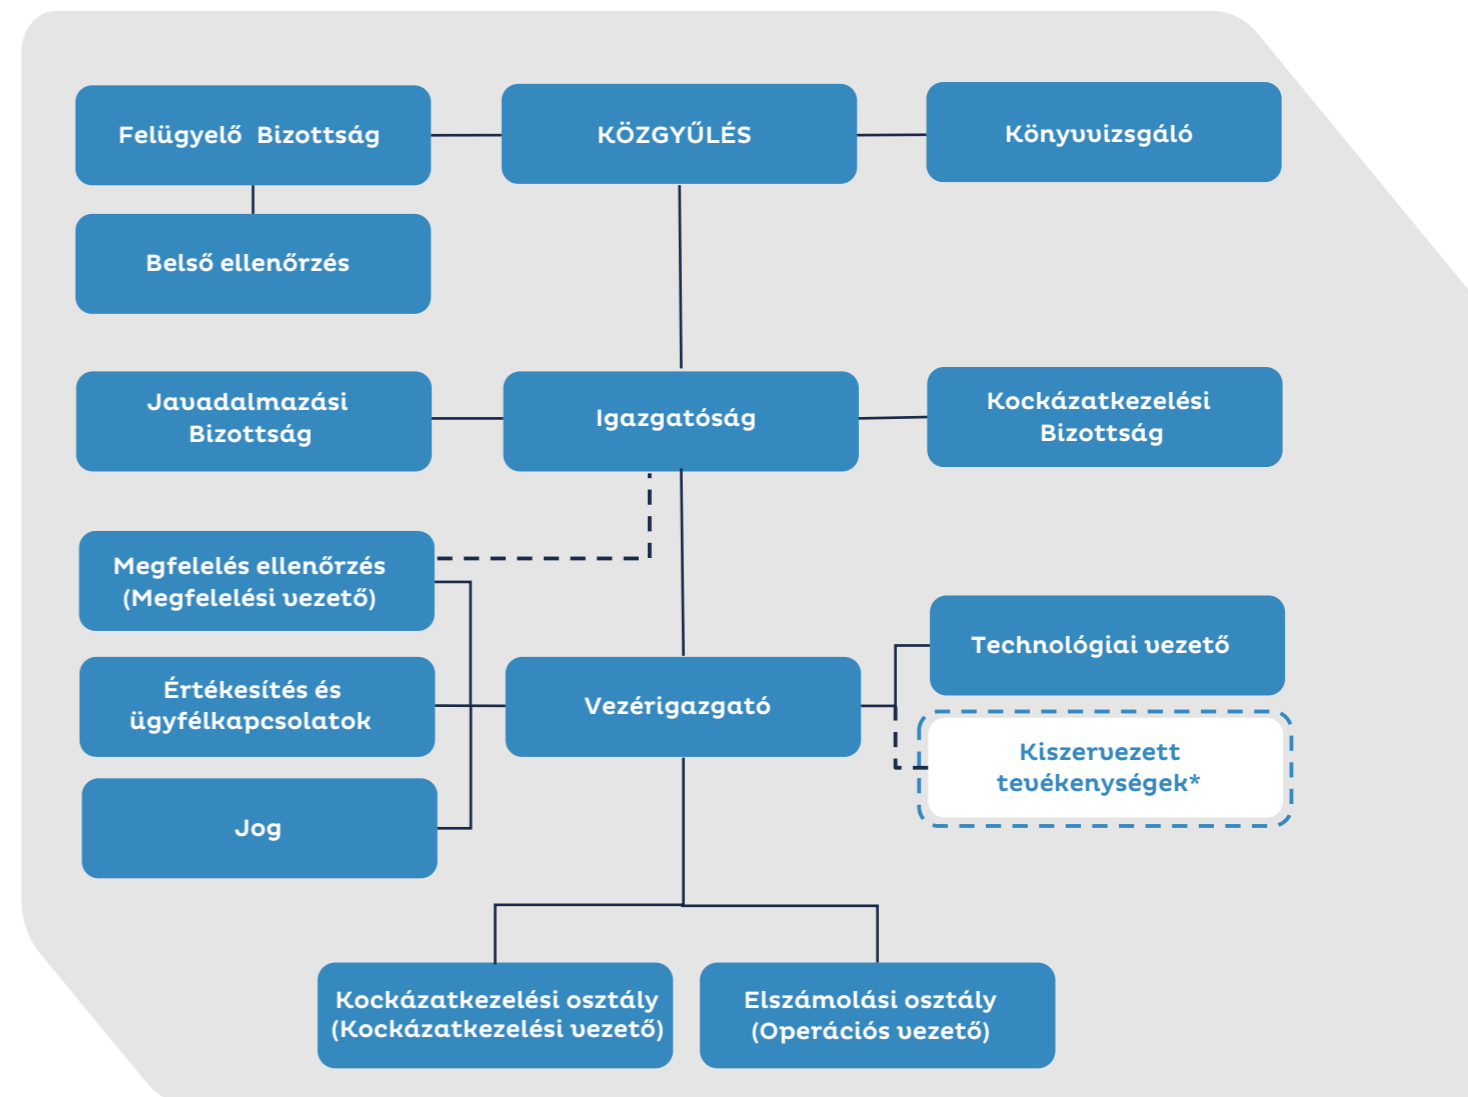 Felügyelő Bizottság
KÖZGYŰLÉS
Könyvvizsgáló
Belső ellenőrzés
Javadalmazási
Bizottság
Igazgatóság
Kockázatkezelési
Bizottság
Megfelelés ellenőrzés
(Megfelelési vezető)
Technológiai vezető
Értékesítés és
ügyfélkapcsolatok
Vezérigazgató
Kiszervezett
tevékenységek*
Jog
Kockázatkezelési osztály
(Kockázatkezelési vezető)
Elszámolási osztály
(Operációs vezető)